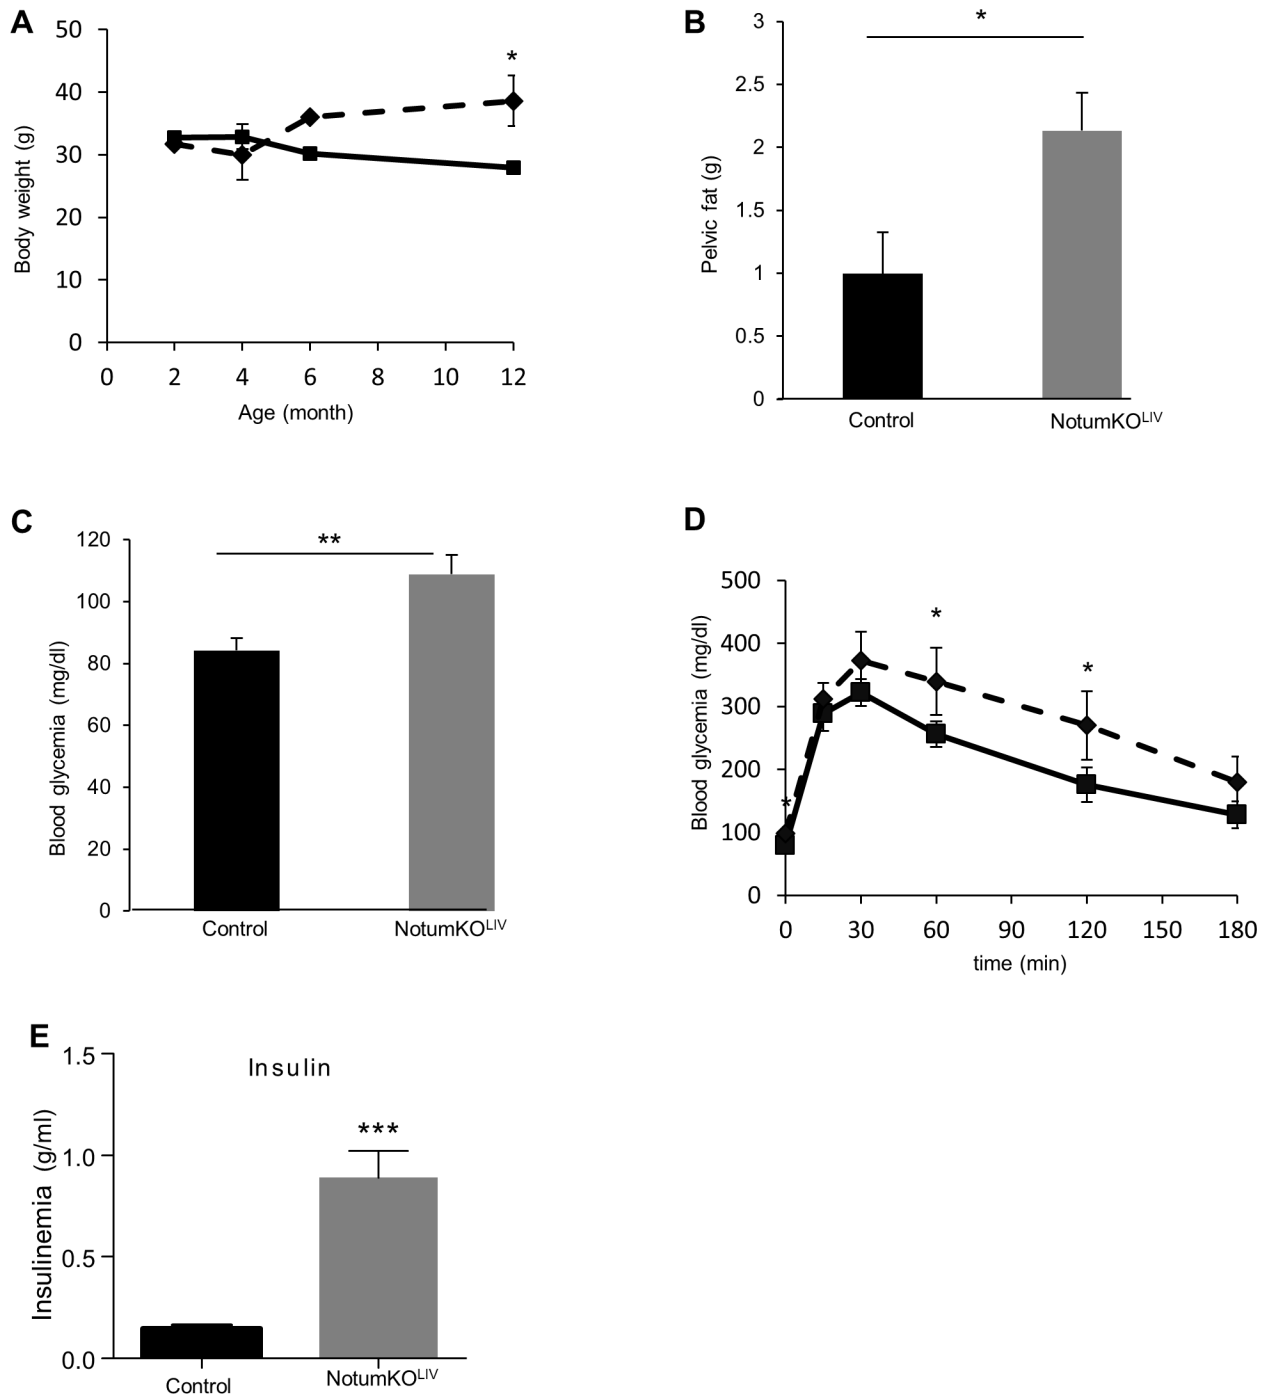 A
50
40
30
20
10
0
Body weight (g)
*
0 2 4 6 8 10 12
Age (month)
B
3
2.5
2
1.5
1
0.5
0
Pelvic fat (g)
*
Control NotumKO^LIV
C
120
100
80
60
40
20
0
Blood glycemia (mg/dl)
**
Control NotumKO^LIV
D
500
400
300
200
100
0
Blood glycemia (mg/dl)
*
*
*
0 30 60 90 120 150 180
time (min)
E
Insulin
1.5
1.0
0.5
0.0
Insulinemia (g/ml)
***
Control NotumKO^LIV